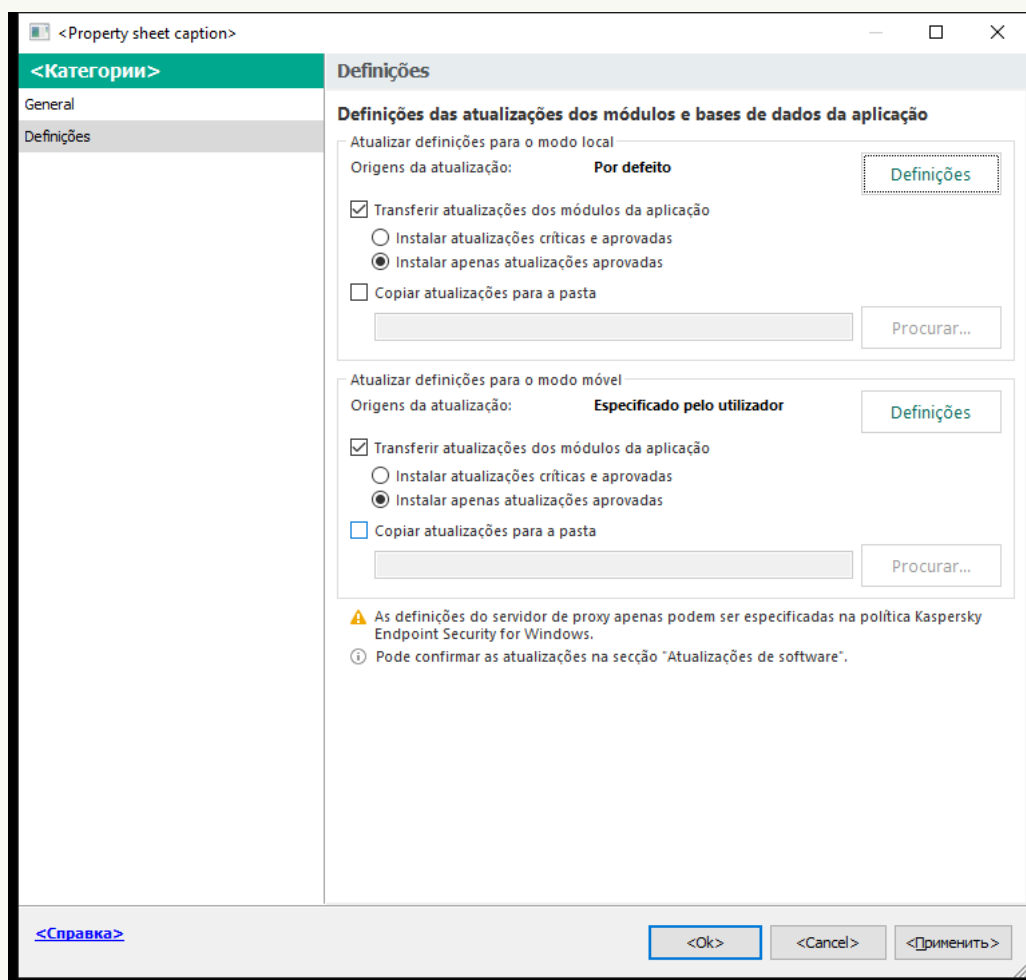 <Property sheet caption>
<Категории>
General
Definições
Definições
Definições das atualizações dos módulos e bases de dados da aplicação
Atualizar definições para o modo local
Origens da atualização: Por defeito
Definições
Transferir atualizações dos módulos da aplicação
Instalar atualizações críticas e aprovadas
Instalar apenas atualizações aprovadas
Copiar atualizações para a pasta
Procurar...
Atualizar definições para o modo móvel
Origens da atualização: Especificado pelo utilizador
Definições
Transferir atualizações dos módulos da aplicação
Instalar atualizações críticas e aprovadas
Instalar apenas atualizações aprovadas
Copiar atualizações para a pasta
Procurar...
As definições do servidor de proxy apenas podem ser especificadas na política Kaspersky
Endpoint Security for Windows.
Pode confirmar as atualizações na secção "Atualizações de software".
<Справка>
<Ok> <Cancel> <Применить>